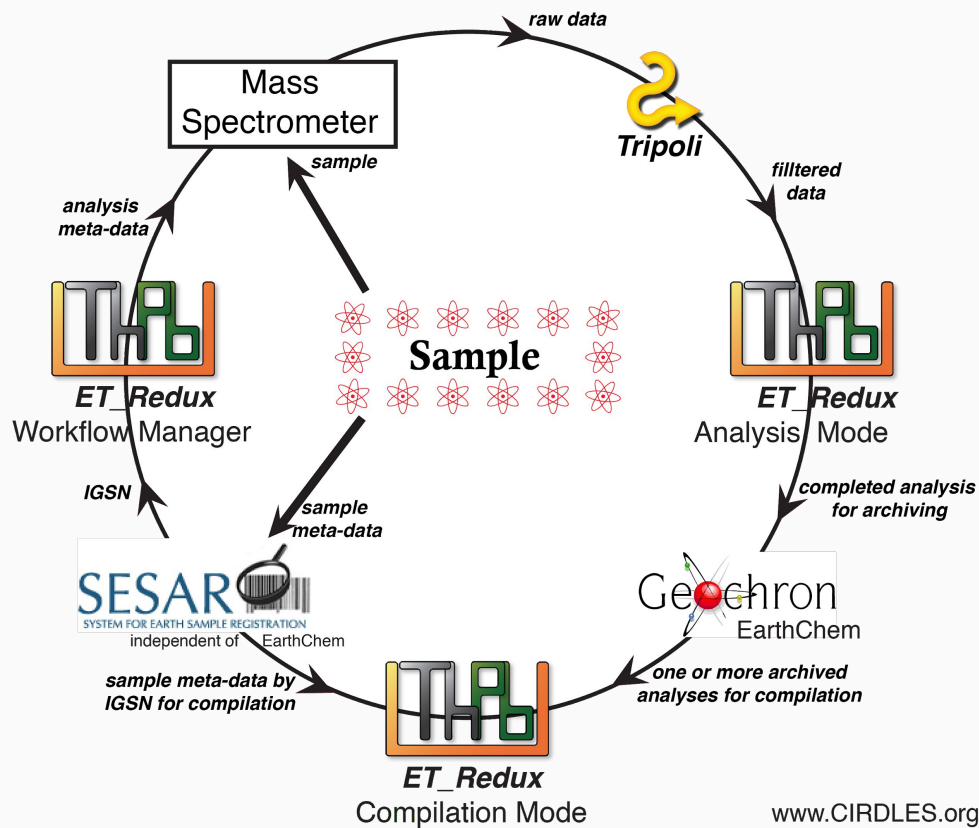 raw data
Mass
Spectrometer
sample
Tripoli
filltered
data
analysis
meta-data
ThPb
ET_Redux
Workflow Manager
Sample
ThPb
ET_Redux
Analysis Mode
IGSN
sample
meta-data
completed analysis
for archiving
SESAR
SYSTEM FOR EARTH SAMPLE REGISTRATION
independent of EarthChem
Geochron
EarthChem
sample meta-data by
IGSN for compilation
one or more archived
analyses for compilation
ThPb
ET_Redux
Compilation Mode
www.CIRDLES.org